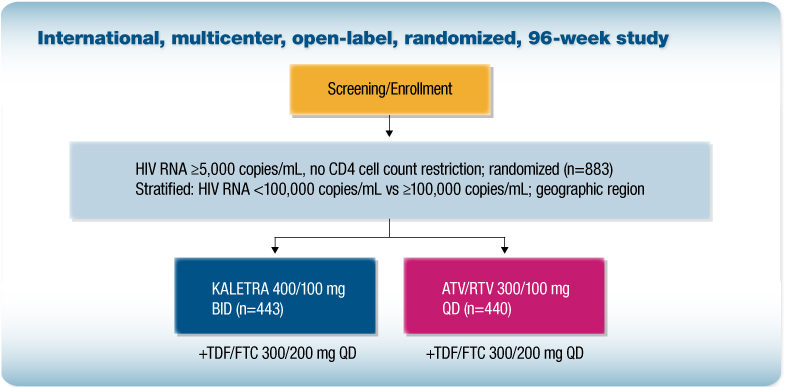 International, multicenter, open-label, randomized, 96-week study
Screening/Enrollment
HIV RNA ≥5,000 copies/mL, no CD4 cell count restriction; randomized (n=883)
Stratified: HIV RNA <100,000 copies/mL vs ≥100,000 copies/mL; geographic region
KALETRA 400/100 mg
BID (n=443)
+TDF/FTC 300/200 mg QD
ATV/RTV 300/100 mg
QD (n=440)
+TDF/FTC 300/200 mg QD